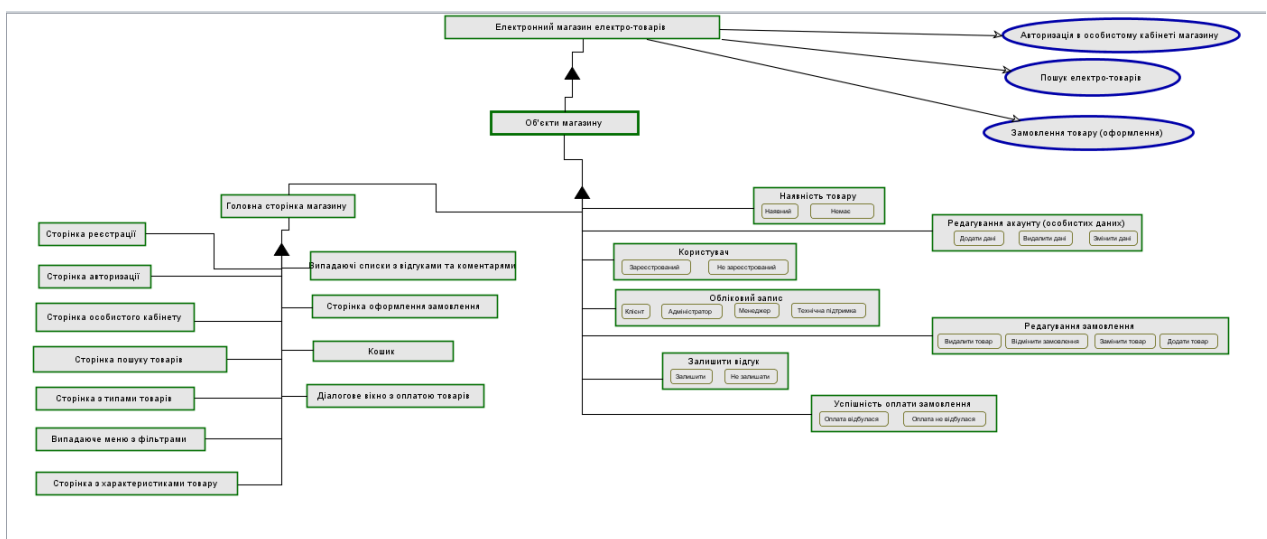 Електронний магазин електро-товарів
Авторизація в особистому кабінеті магазину
Пошук електро-товарів
Замовлення товару (оформлення)
Об'єкти магазину
Головна сторінка магазину
Сторінка реєстрації
Сторінка авторизації
Сторінка особистого кабінету
Сторінка пошуку товарів
Сторінка з типами товарів
Випадаюче меню з фільтрами
Сторінка з характеристиками товару
Випадаючі списки з відгуками та коментарями
Сторінка оформлення замовлення
Кошик
Діалогове вікно з оплатою товарів
Наявність товару
Наявний Немає
Редагування акаунту (особистих даних)
Додати дані Видалити дані Змінити дані
Користувач
Зареєстрований Не зареєстрований
Обліковий запис
Клієнт Адміністратор Менеджер Технічна підтримка
Редагування замовлення
Видалити товар Відмінити замовлення Замінити товар Додати товар
Залишити відгук
Залишити Не залишати
Успішність оплати замовлення
Оплата відбулася Оплата не відбулася